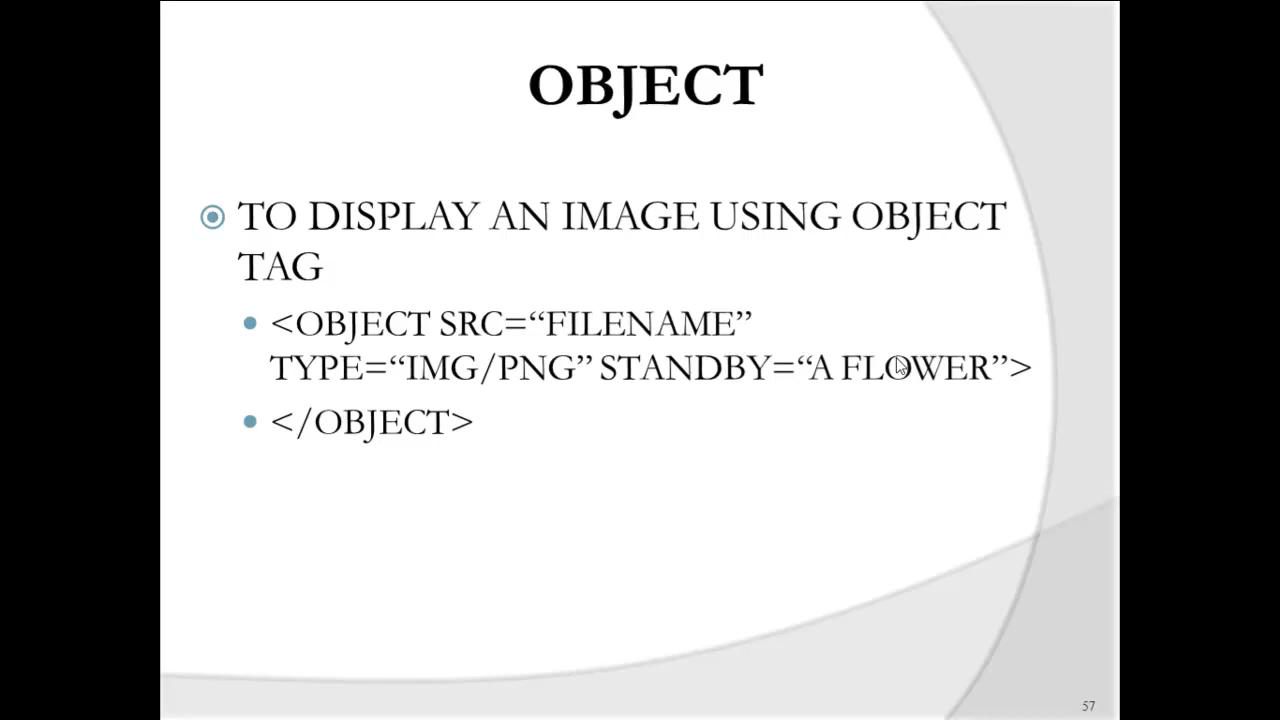 OBJECT
TO DISPLAY AN IMAGE USING OBJECT
TAG
<OBJECT SRC=“FILENAME”
TYPE=“IMG/PNG” STANDBY=“A FLOWER”>
</OBJECT>
57